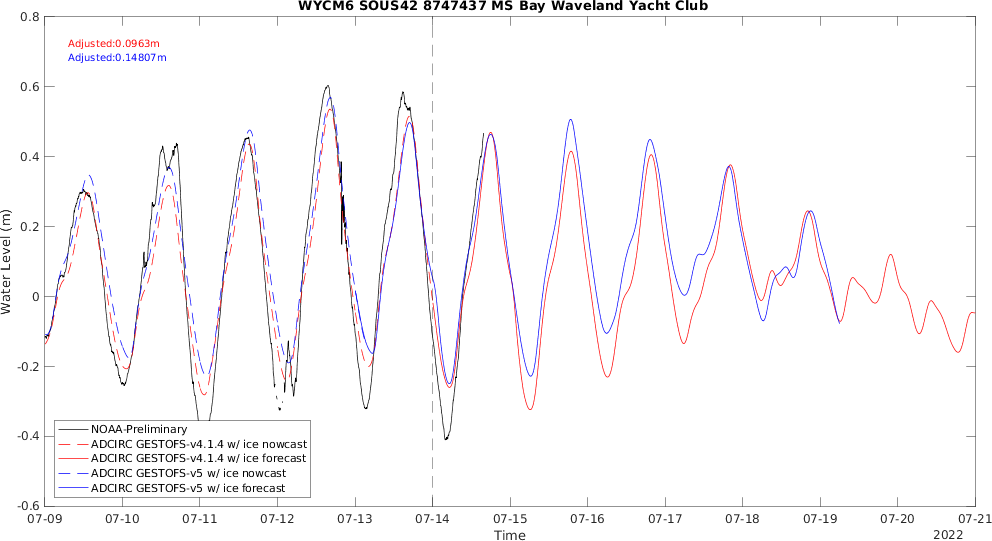 WYCM6 SOUS42 8747437 MS Bay Waveland Yacht Club
Adjusted:0.0963m
Adjusted:0.14807m
Water Level (m)
0.8
0.6
0.4
0.2
0
-0.2
-0.4
-0.6
NOAA-Preliminary
ADCIRC GESTOFS-v4.1.4 w/ ice nowcast
ADCIRC GESTOFS-v4.1.4 w/ ice forecast
ADCIRC GESTOFS-v5 w/ ice nowcast
ADCIRC GESTOFS-v5 w/ ice forecast
07-09 07-10 07-11 07-12 07-13 07-14 07-15 07-16 07-17 07-18 07-19 07-20 07-21
Time
2022